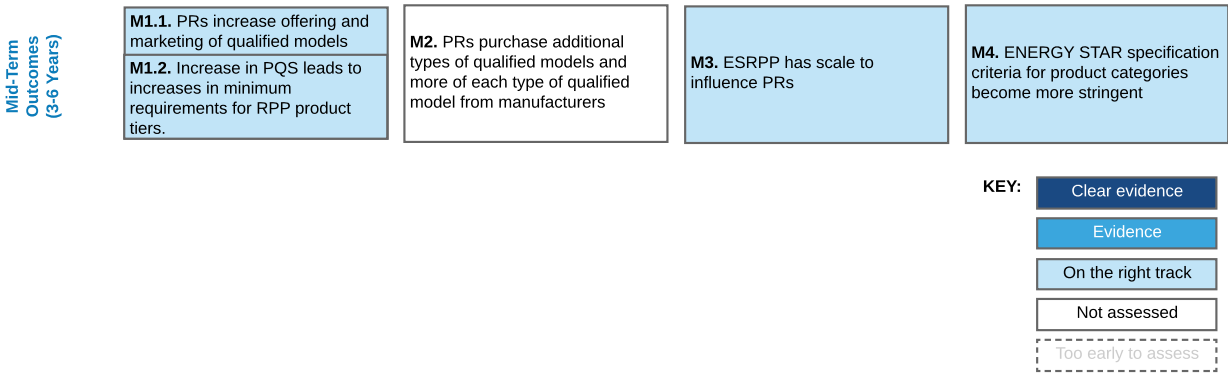 Mid-Term
Outcomes
(3-6 Years)
M1.1. PRs increase offering and
marketing of qualified models
M1.2. Increase in PQS leads to
increases in minimum
requirements for RPP product
tiers.
M2. PRs purchase additional
types of qualified models and
more of each type of qualified
model from manufacturers
M3. ESRPP has scale to
influence PRs
M4. ENERGY STAR specification
criteria for product categories
become more stringent
KEY:
Clear evidence
Evidence
On the right track
Not assessed
Too early to assess